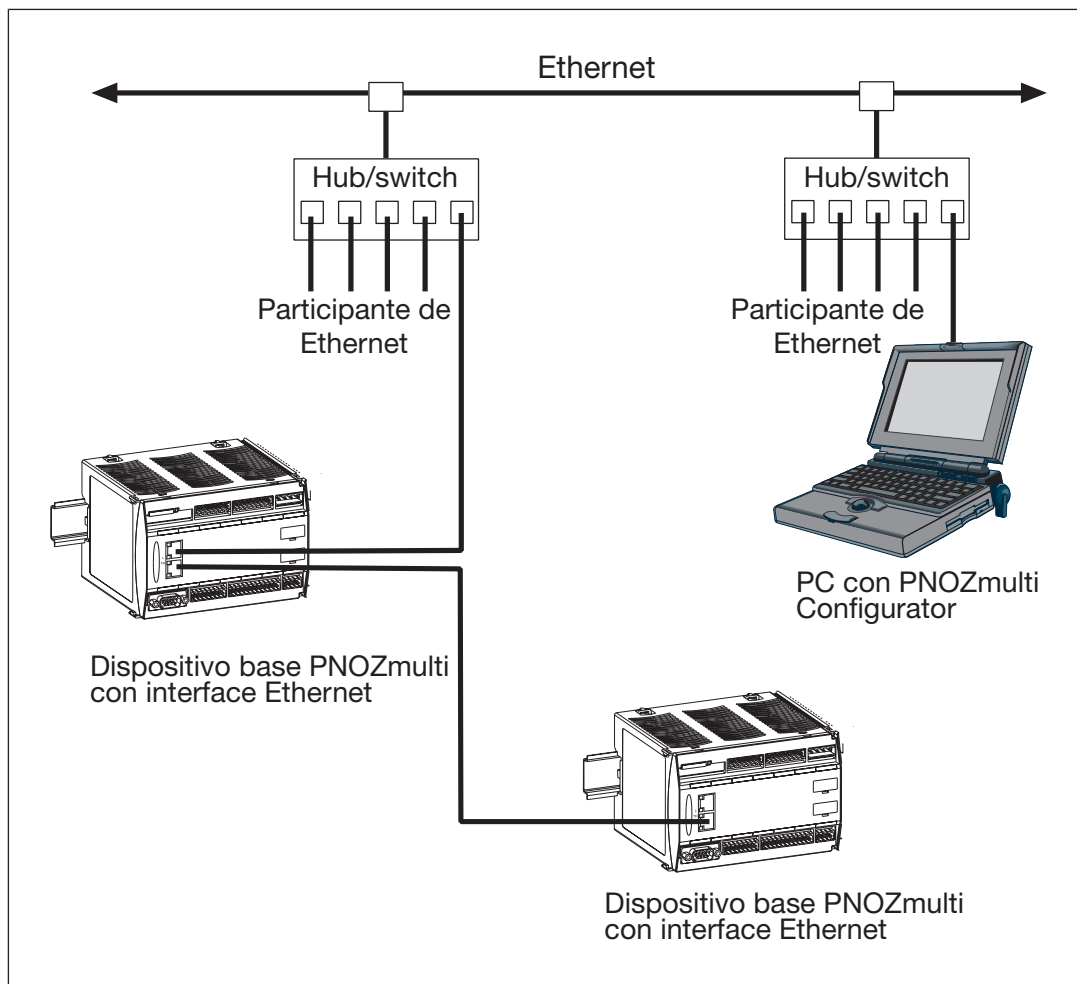 Ethernet
Hub/switch
Hub/switch
Participante de
Ethernet
Participante de
Ethernet
PC con PNOZmulti
Configurator
Dispositivo base PNOZmulti
con interface Ethernet
Dispositivo base PNOZmulti
con interface Ethernet